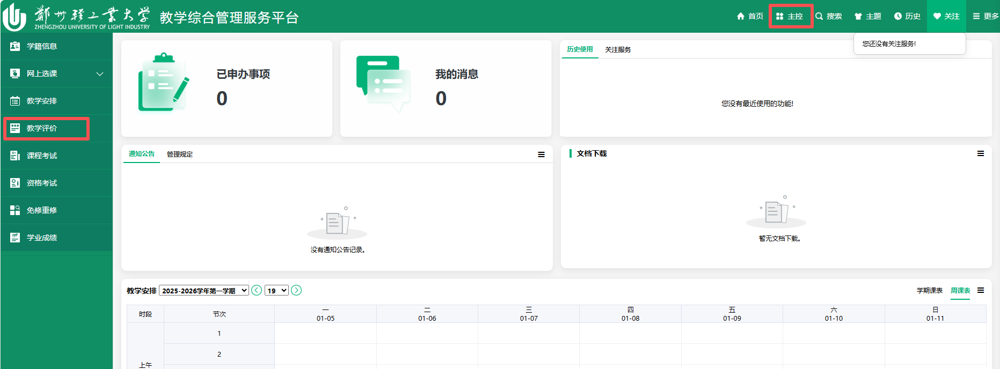 郑州轻工业大学
ZHENGZHOU UNIVERSITY OF LIGHT INDUSTRY
教学综合管理服务平台
首页
主控
搜索
主题
历史
关注
更多
您还没有关注服务!
学籍信息
网上选课
教学安排
教学评价
课程考试
资格考试
免修重修
学业成绩
已申办事项
0
我的消息
0
历史使用 关注服务
您没有最近使用的功能!
通知公告 管理规定
没有通知公告记录。
文档下载
暂无文档下载。
教学安排 2025-2026学年第一学期 19
学期课表 周课表
时段 节次 一 二 三 四 五 六 日
01-05 01-06 01-07 01-08 01-09 01-10 01-11
1
2
上午